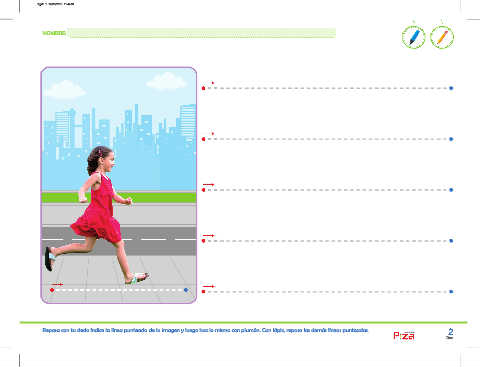 NOMBRE:
Repasa con tu dedo índice la línea punteada de la imagen y luego haz lo mismo con plumón. Con lápiz, repasa las demás líneas punteadas.
Piza
2